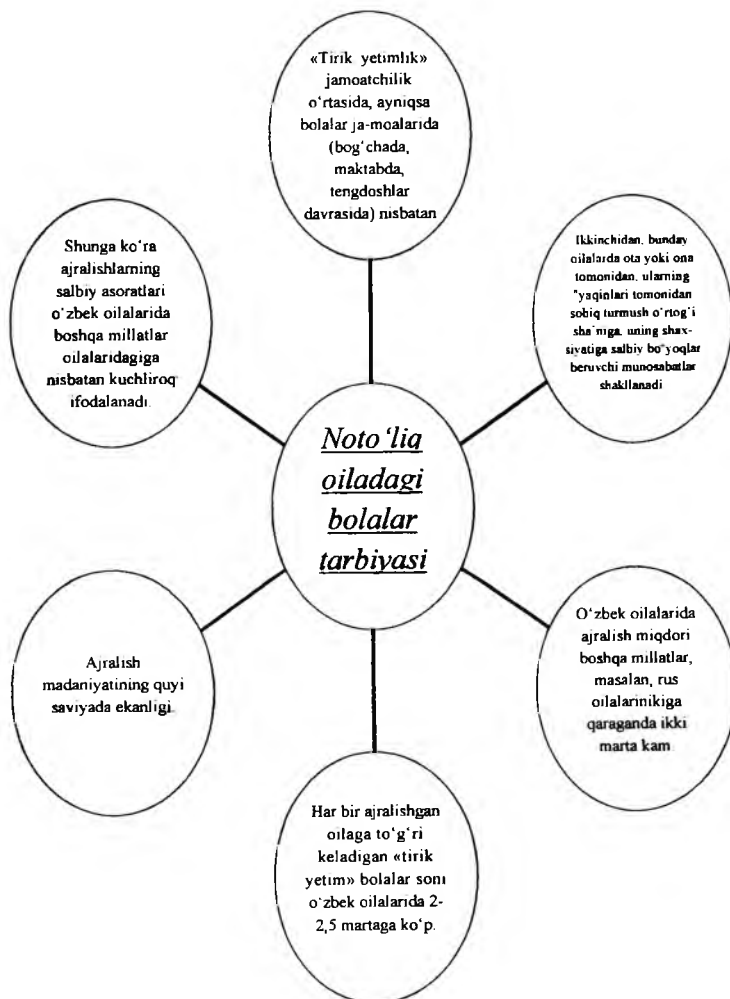 «Tirik yetimlik»
jamoatchilik
o‘rtasida, ayniqsa
bolalar ja-moalarida
(bog‘chada,
maktabda,
tengdoshlar
davrasida) nisbatan
Shunga ko‘ra
ajralishlarning
salbiy asoratlari
o‘zbek oilalarida
boshqa millatlar
oilalaridagiga
nisbatan kuchliroq
ifodalanadi.
Ikkinchidan, bunday
oilalarda ota yoki ona
tomonidan, ularning
"yaqinlari tomonidan
sobiq turmush o‘rtog‘i
sha’niga, uning shax-
siyatiga salbiy bo‘yoqlar
beruvchi munosabatlar
shakllanadi
Noto‘liq
oiladagi
bolalar
tarbiyasi
Ajralish
madaniyatining quyi
saviyada ekanligi.
O‘zbek oilalarida
ajralish miqdori
boshqa millatlar,
masalan, rus
oilalarinikiga
qaraganda ikki
marta kam
Har bir ajralishgan
oilaga to‘g‘ri
keladigan «tirik
yetim» bolalar soni
o‘zbek oilalarida 2-
2,5 martaga ko‘p.